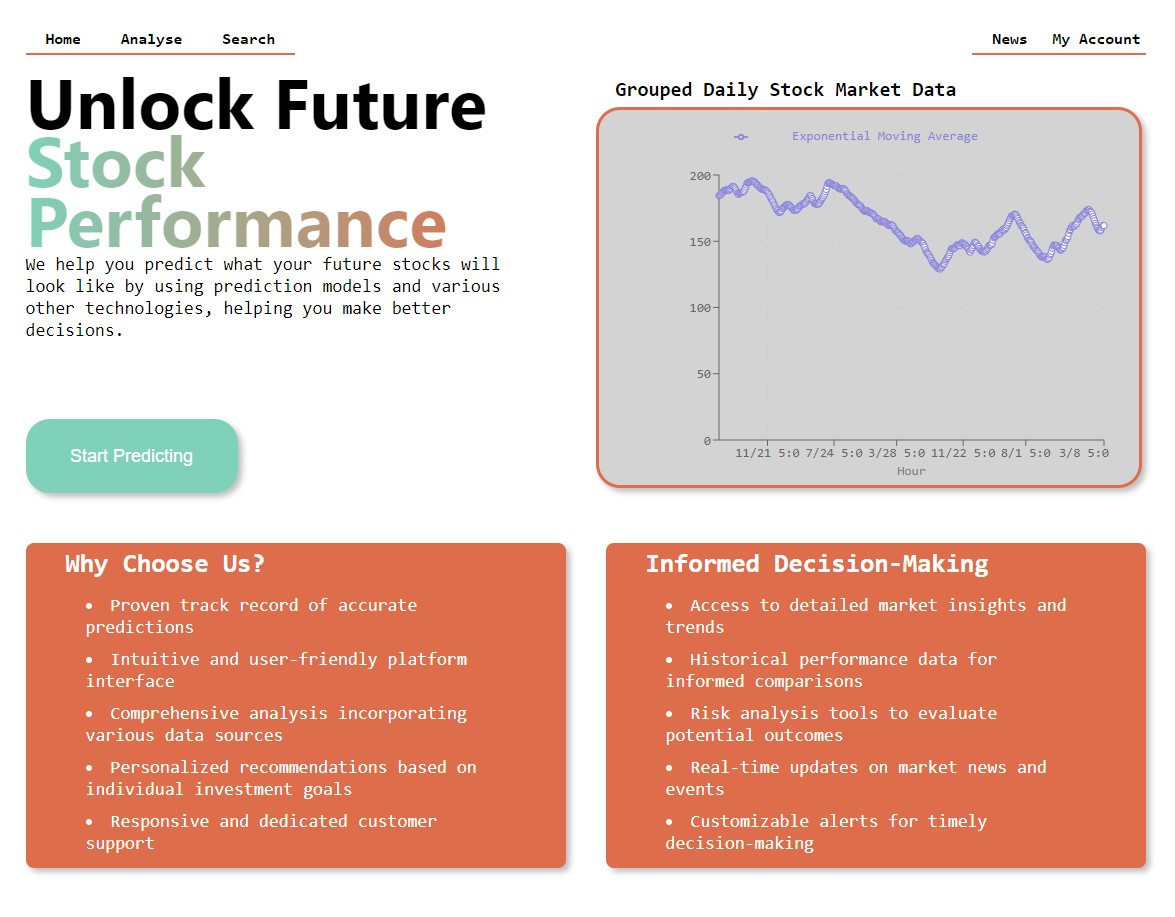 Home Analyse Search
News My Account
Unlock Future
Stock
Performance
We help you predict what your future stocks will
look like by using prediction models and various
other technologies, helping you make better
decisions.
Start Predicting
Grouped Daily Stock Market Data
Exponential Moving Average
200
150
100
50
0
11/21 5:0 7/24 5:0 3/28 5:0 11/22 5:0 8/1 5:0 3/8 5:0
Hour
Why Choose Us?
• Proven track record of accurate
predictions
• Intuitive and user-friendly platform
interface
• Comprehensive analysis incorporating
various data sources
• Personalized recommendations based on
individual investment goals
• Responsive and dedicated customer
support
Informed Decision-Making
• Access to detailed market insights and
trends
• Historical performance data for
informed comparisons
• Risk analysis tools to evaluate
potential outcomes
• Real-time updates on market news and
events
• Customizable alerts for timely
decision-making